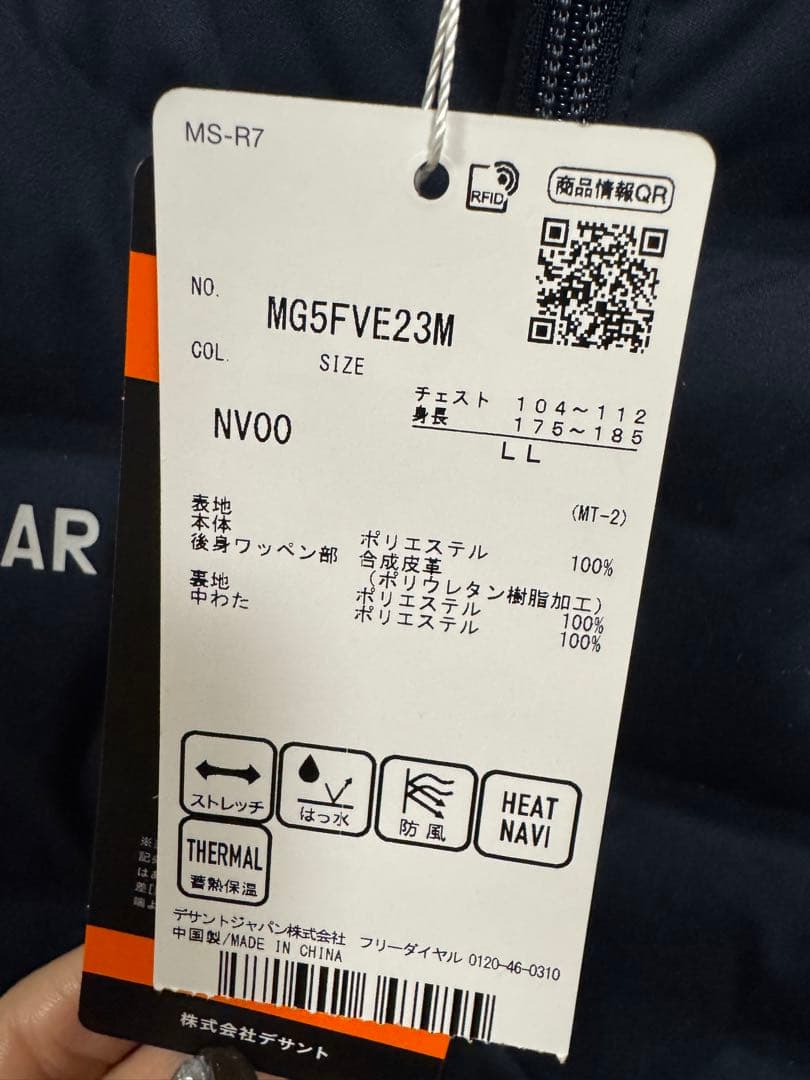 MS-R7
RFID
商品情報QR
NO.
MG5FVE23M
COL.
SIZE
NV00
チェスト 104～112
身長 175～185
LL
(MT-2)
表地
本体 ポリエステル 100%
後身ワッペン部 合成皮革
(ポリウレタン樹脂加工)
裏地 ポリエステル 100%
中わた ポリエステル 100%
AR
ストレッチ
はっ水
防風
HEAT
NAVI
THERMAL
蓄熱保温
デサントジャパン株式会社 フリーダイヤル 0120-46-0310
中国製/MADE IN CHINA
株式会社デサント